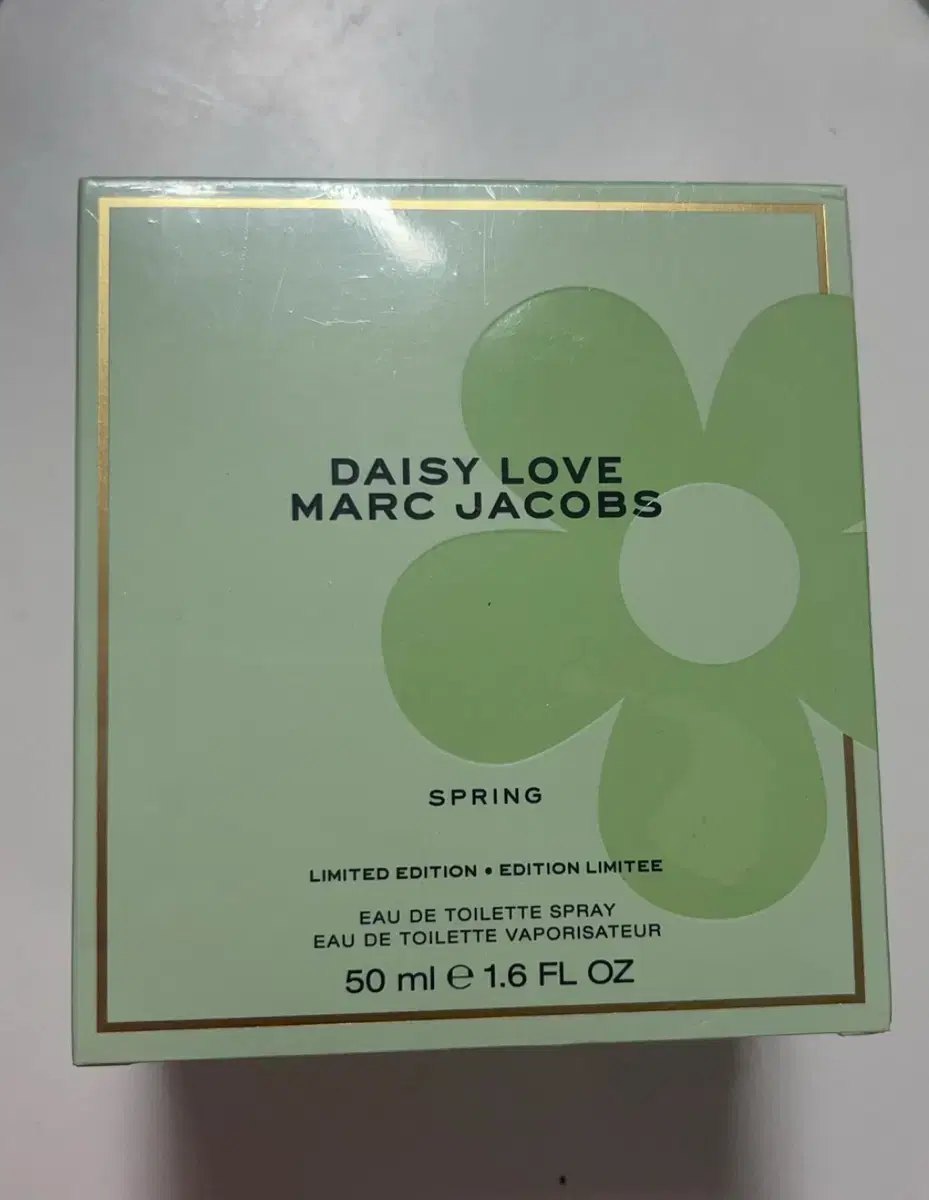 DAISY LOVE
MARC JACOBS
SPRING
LIMITED EDITION • EDITION LIMITEE
EAU DE TOILETTE SPRAY
EAU DE TOILETTE VAPORISATEUR
50 ml ℮ 1.6 FL OZ